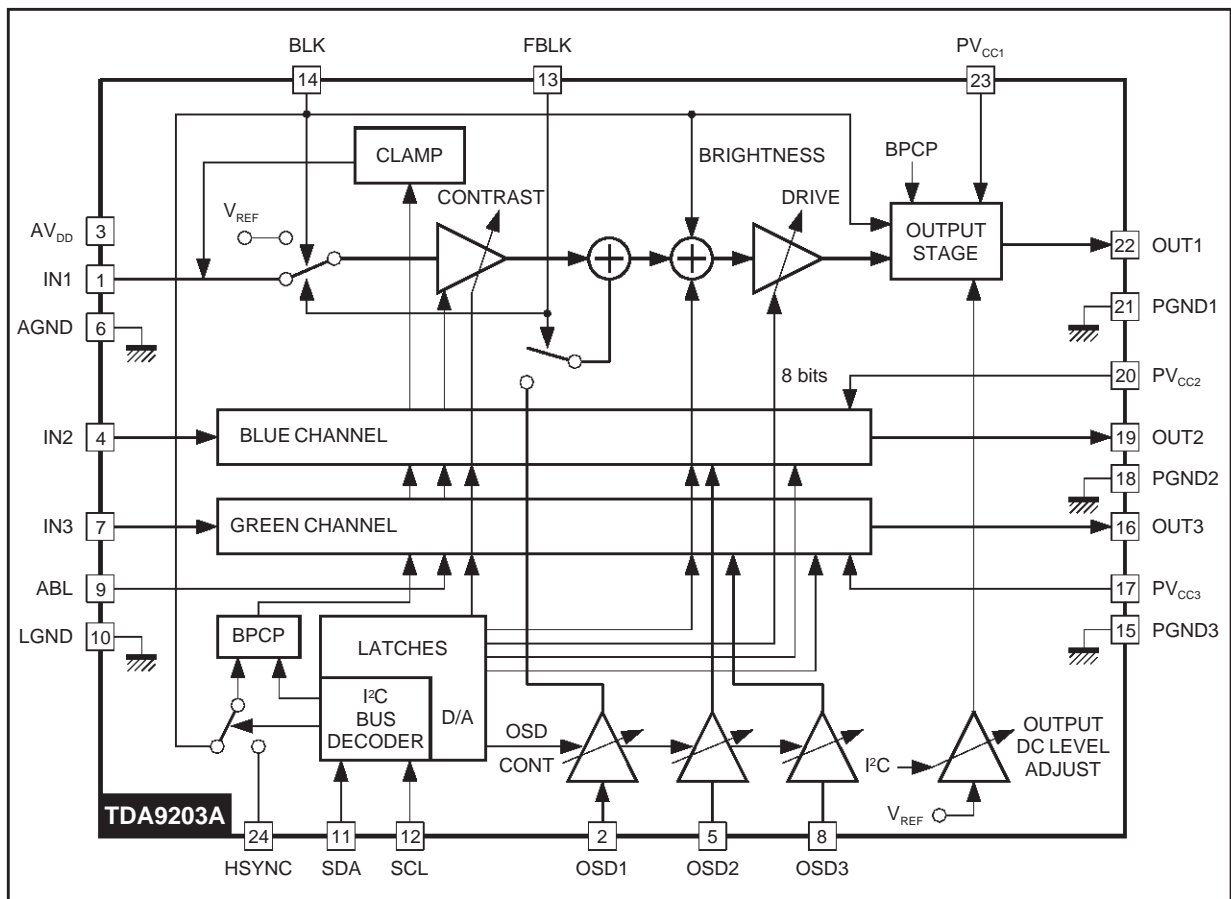 BLK
FBLK
PVCC1
14
13
23
CLAMP
BRIGHTNESS
BPCP
CONTRAST
DRIVE
VREF
AVDD
3
OUTPUT
STAGE
22
OUT1
IN1
1
21
PGND1
AGND
6
8 bits
20
PVCC2
IN2
4
BLUE CHANNEL
19
OUT2
18
PGND2
IN3
7
GREEN CHANNEL
16
OUT3
ABL
9
17
PVCC3
LGND
10
BPCP
LATCHES
15
PGND3
I²C
BUS
DECODER
D/A
OSD
CONT
OUTPUT
DC LEVEL
ADJUST
I²C
VREF
TDA9203A
24
11
12
2
5
8
HSYNC
SDA
SCL
OSD1
OSD2
OSD3